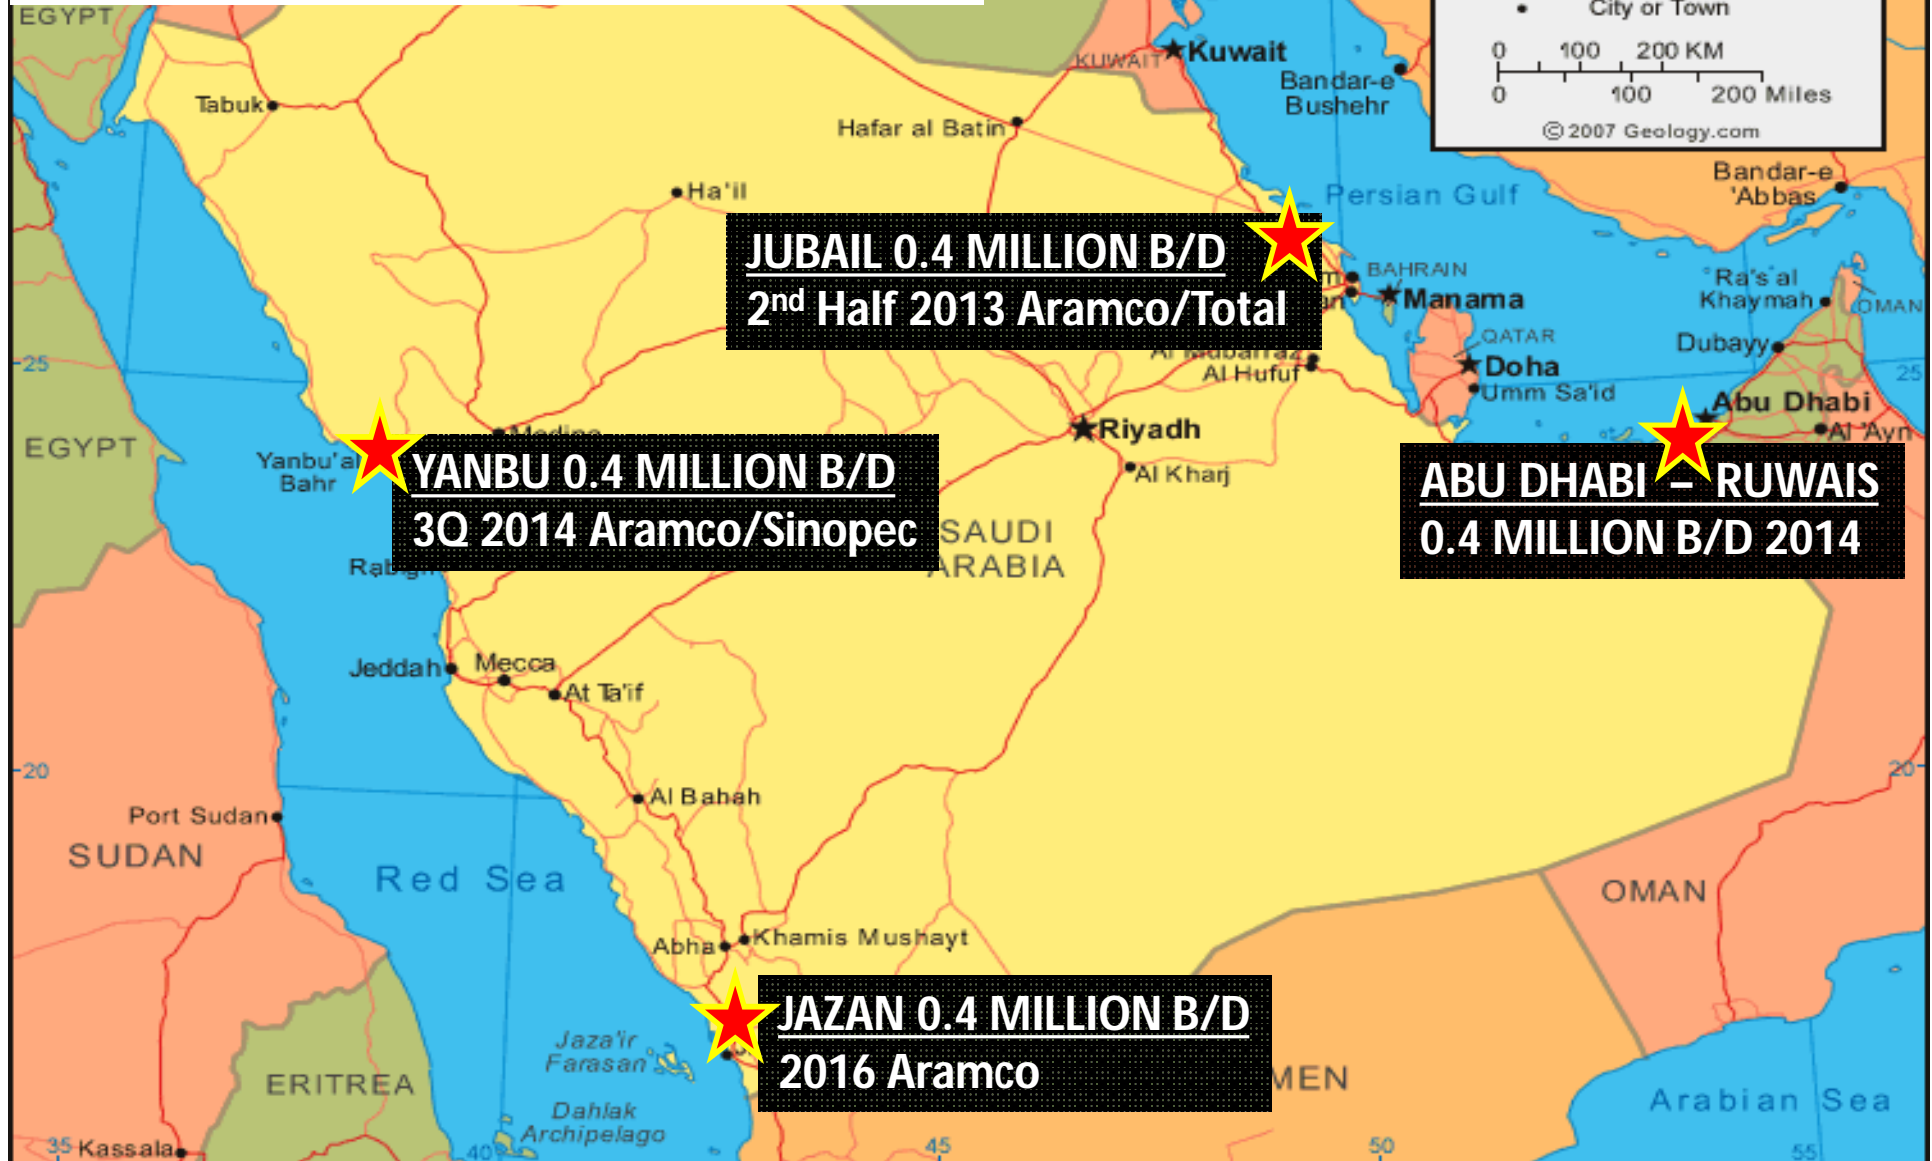 EGYPT
City or Town
0 100 200 KM
0 100 200 Miles
© 2007 Geology.com
KUWAIT
Kuwait
Bandar-e
Bushehr
Tabuk
Hafar al Batin
Ha'il
Persian Gulf
Bandar-e
'Abbas
JUBAIL 0.4 MILLION B/D
2nd Half 2013 Aramco/Total
BAHRAIN
Manama
Ra's al
Khaymah
OMAN
QATAR
Dubayy
Doha
Umm Sa'id
25
25
Al Mubarraz
Al Hufuf
Abu Dhabi
Al 'Ayn
EGYPT
Medina
Riyadh
Al Kharj
Yanbu'al
Bahr
YANBU 0.4 MILLION B/D
3Q 2014 Aramco/Sinopec
ABU DHABI – RUWAIS
0.4 MILLION B/D 2014
SAUDI
ARABIA
Rabigh
Jeddah
Mecca
At Ta'if
20
20
Al Bahah
Port Sudan
SUDAN
Red Sea
OMAN
Abha
Khamis Mushayt
JAZAN 0.4 MILLION B/D
2016 Aramco
Jaza'ir
Farasan
ERITREA
MEN
Arabian Sea
Dahlak
Archipelago
35
Kassala
40
45
50
55